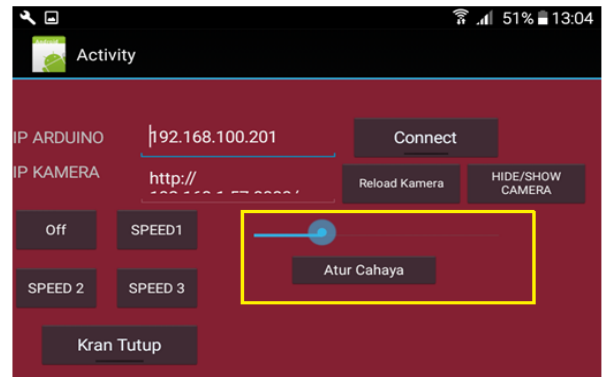 51% 13:04
Activity
IP ARDUINO 192.168.100.201 Connect
IP KAMERA http:// Reload Kamera HIDE/SHOW
CAMERA
Off SPEED1
Atur Cahaya
SPEED 2 SPEED 3
Kran Tutup